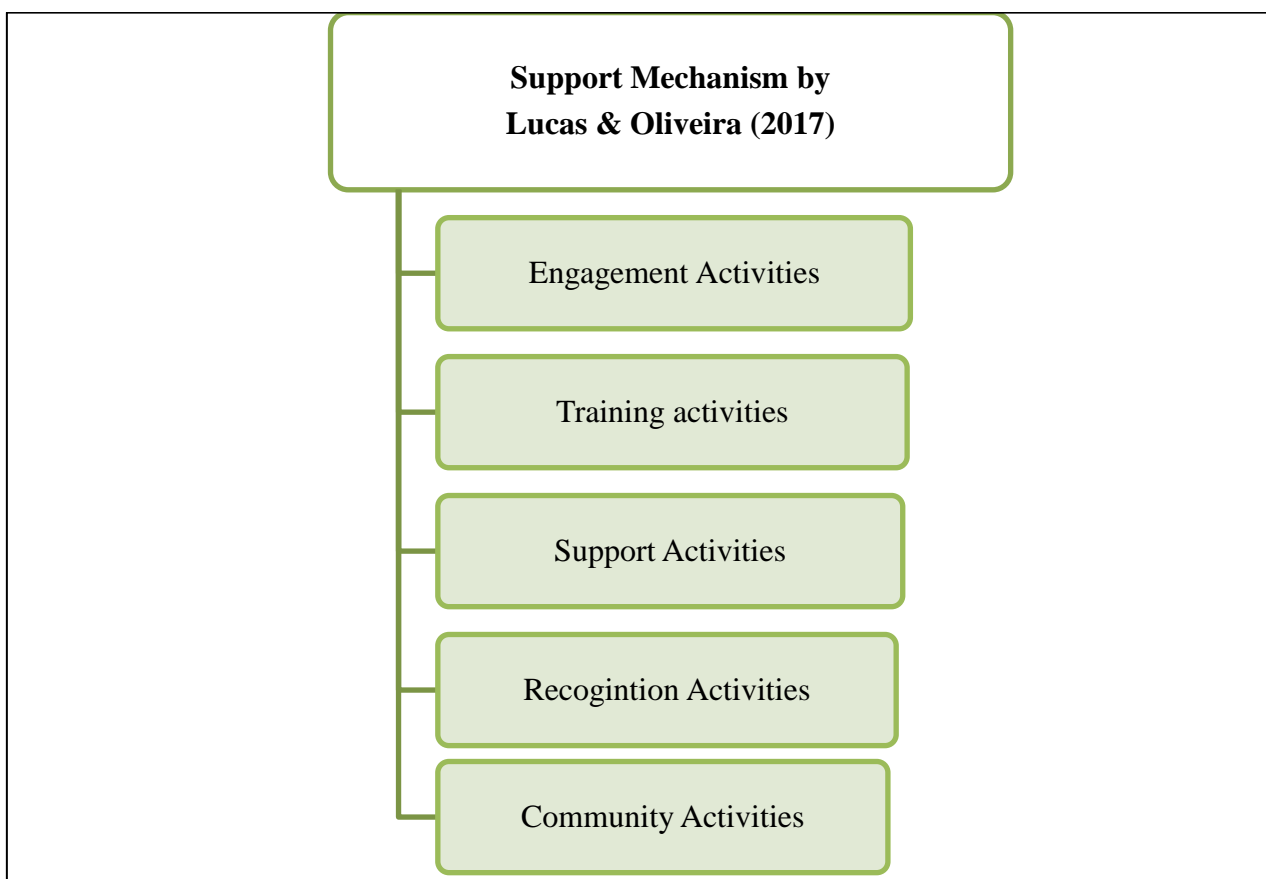 Support Mechanism by
Lucas & Oliveira (2017)
Engagement Activities
Training activities
Support Activities
Recogintion Activities
Community Activities